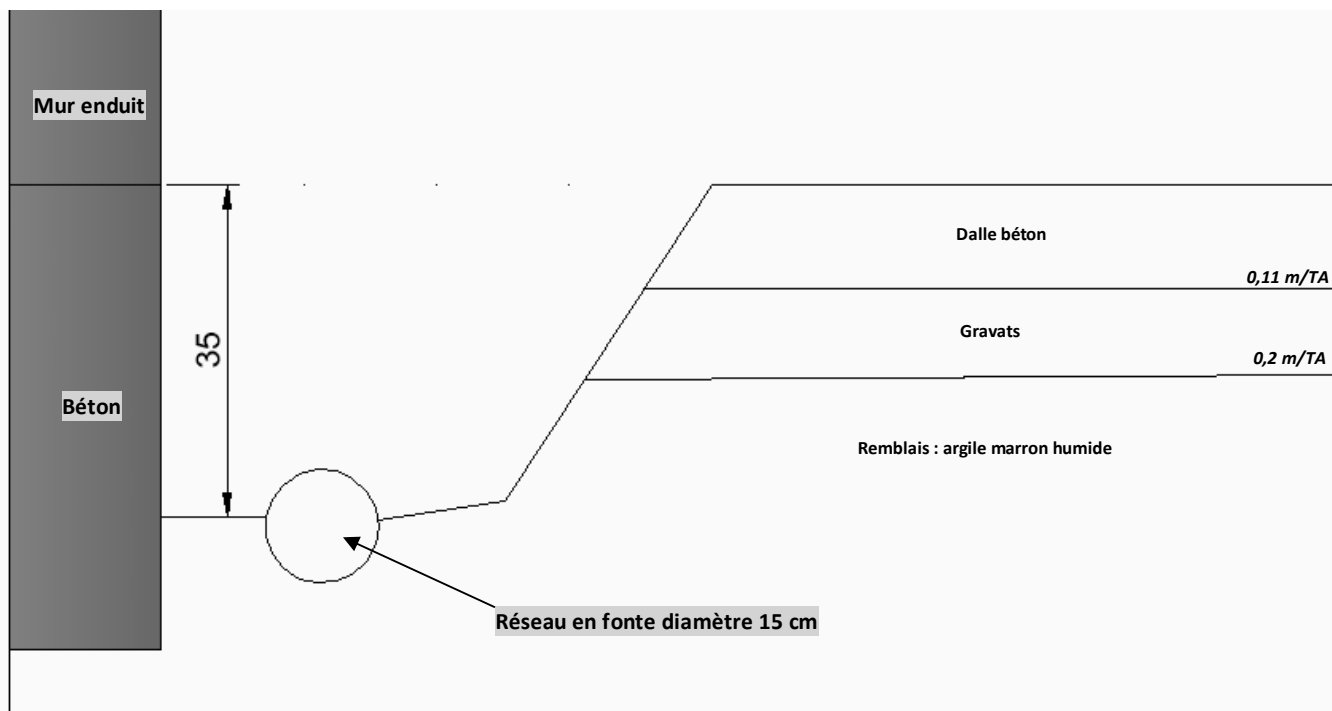 Mur enduit
Dalle béton
0,11 m/TA
35
Gravats
0,2 m/TA
Béton
Remblais : argile marron humide
Réseau en fonte diamètre 15 cm